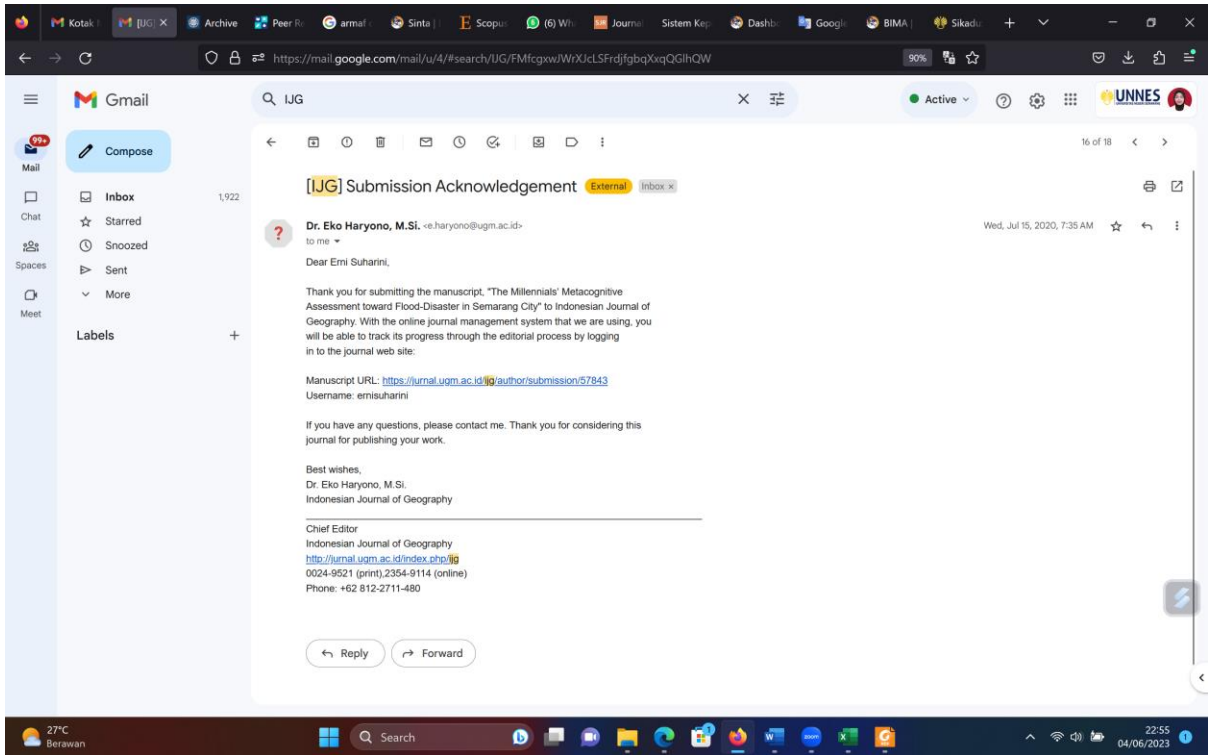 Kotak
[IJG]
Archive
Peer Re
armaf
Sinta |
Scopus
(6) Wh
Journal
Sistem Kep
Dashb
Google
BIMA |
Sikadu
https://mail.google.com/mail/u/4/#search/IJG/FMfcgxwJWrXJcLSFrdjfgbqXxqQGlhQW
90%
Gmail
IJG
Active
UNNES
99+
Mail
Compose
16 of 18
Chat
Spaces
Meet
Inbox 1,922
Starred
Snoozed
Sent
More
Labels
[IJG] Submission Acknowledgement External Inbox x
Dr. Eko Haryono, M.Si. <e.haryono@ugm.ac.id> Wed, Jul 15, 2020, 7:35 AM
to me
Dear Erni Suharini,
Thank you for submitting the manuscript, "The Millennials' Metacognitive
Assessment toward Flood-Disaster in Semarang City" to Indonesian Journal of
Geography. With the online journal management system that we are using, you
will be able to track its progress through the editorial process by logging
in to the journal web site:
Manuscript URL: https://jurnal.ugm.ac.id/ijg/author/submission/57843
Username: ernisuharini
If you have any questions, please contact me. Thank you for considering this
journal for publishing your work.
Best wishes,
Dr. Eko Haryono, M.Si.
Indonesian Journal of Geography
Chief Editor
Indonesian Journal of Geography
http://jurnal.ugm.ac.id/index.php/ijg
0024-9521 (print),2354-9114 (online)
Phone: +62 812-2711-480
Reply
Forward
27°C
Berawan
Search
22:55
04/06/2023
1